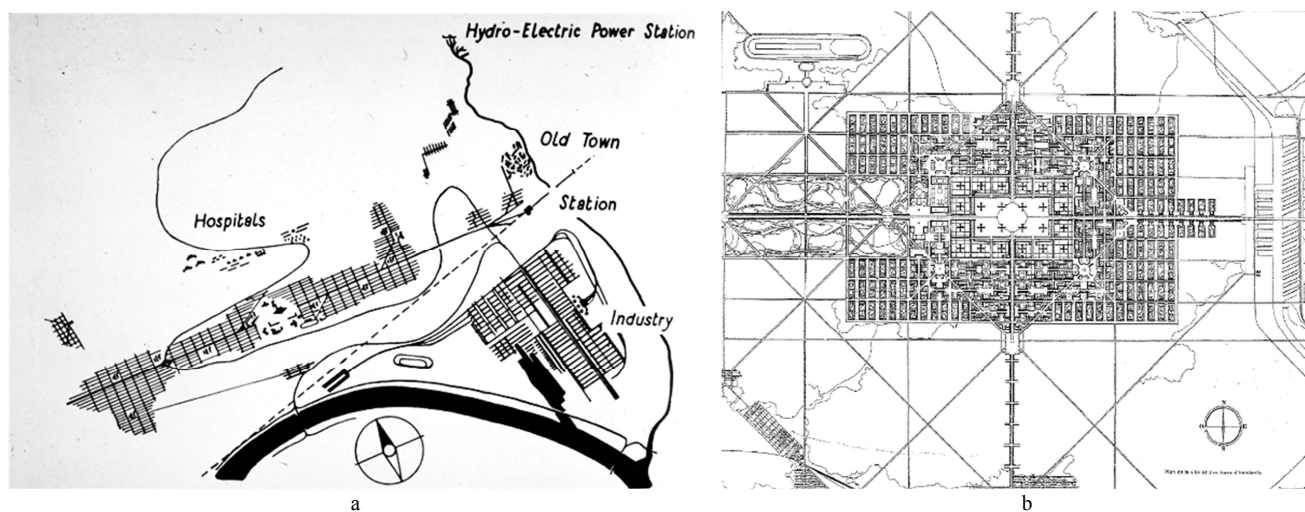 Hydro-Electric Power Station
Old Town
Station
Hospitals
Industry
N
O
E
S
a
b